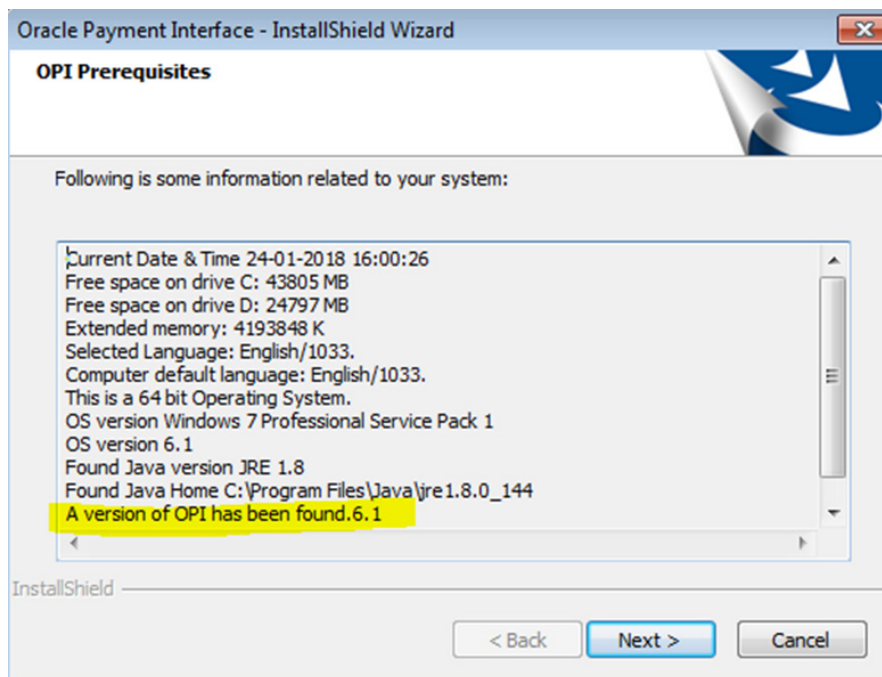 Oracle Payment Interface - InstallShield Wizard
OPI Prerequisites
Following is some information related to your system:
Current Date & Time 24-01-2018 16:00:26
Free space on drive C: 43805 MB
Free space on drive D: 24797 MB
Extended memory: 4193848 K
Selected Language: English/1033.
Computer default language: English/1033.
This is a 64 bit Operating System.
OS version Windows 7 Professional Service Pack 1
OS version 6.1
Found Java version JRE 1.8
Found Java Home C:\Program Files\Java\jre1.8.0_144
A version of OPI has been found.6.1
InstallShield
< Back Next > Cancel